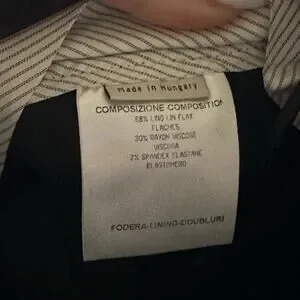 Made in Hungary
COMPOSIZIONE COMPOSITION
68% LINO LIN FLAX
FLACHES
30% RAYON VISCOSE
VISCOSA
2% SPANDEX ELASTANE
ELASTOMERO
FODERA-LINING-DOUBLURE